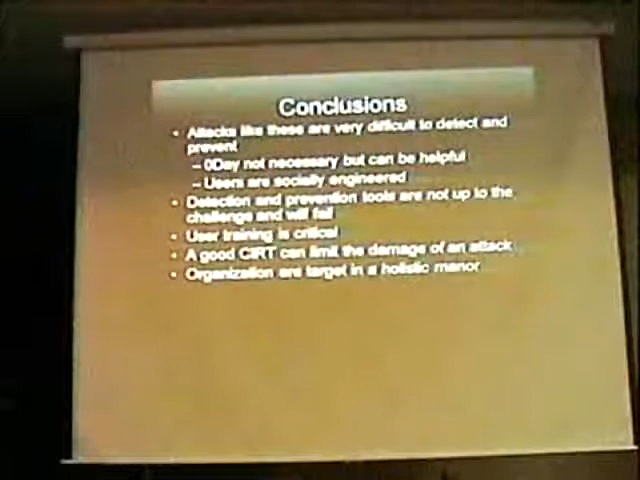 Conclusions
• Attacks like these are very difficult to detect and
prevent
– 0Day not necessary but can be helpful
– Users are socially engineered
• Detection and prevention tools are not up to the
challenge and will fail
• User training is critical
• A good CIRT can limit the damage of an attack
• Organization are target in a holistic manor